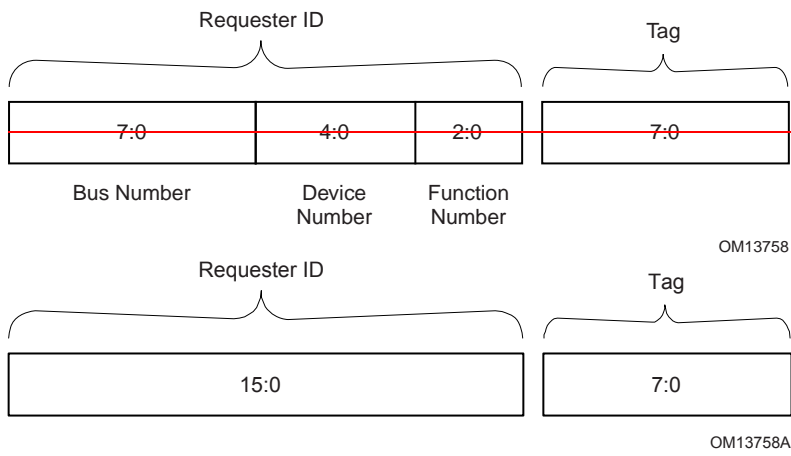 Requester ID
Tag
7:0 4:0 2:0 7:0
Bus Number Device Function
Number Number
OM13758
Requester ID
Tag
15:0 7:0
OM13758A